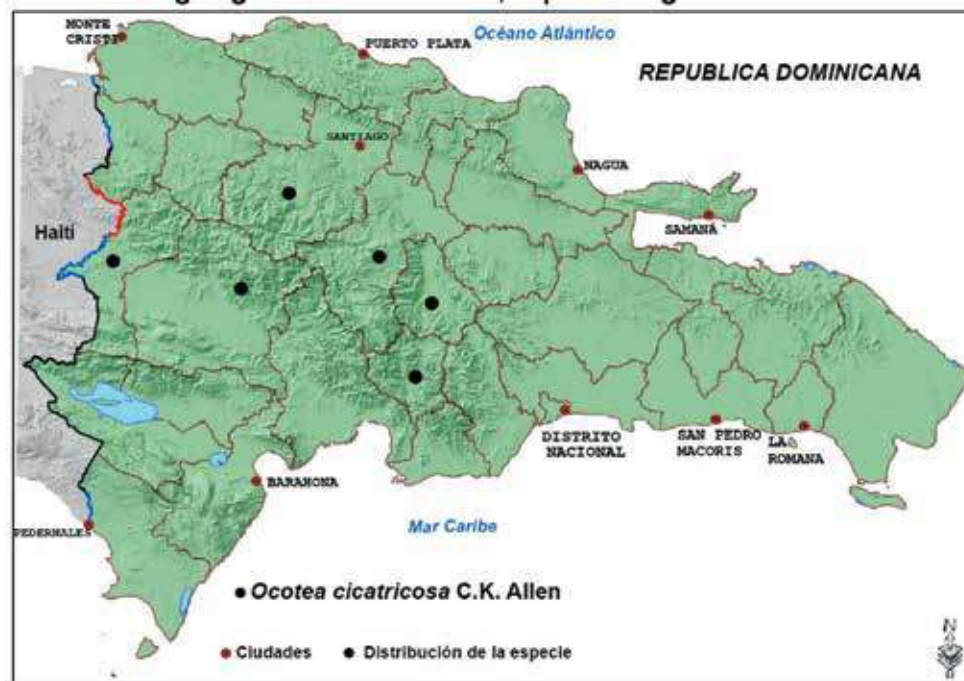 MONTE
CRISTI
Océano Atlántico
PUERTO PLATA
REPUBLICA DOMINICANA
SANTIAGO
NAGUA
SAMANA
Haití
DISTRITO
NACIONAL
SAN PEDRO
MACORIS
LA
ROMANA
BARAHONA
PEDERNALES
Mar Caribe
Ocotea cicatricosa C.K. Allen
Ciudades
Distribución de la especie
N